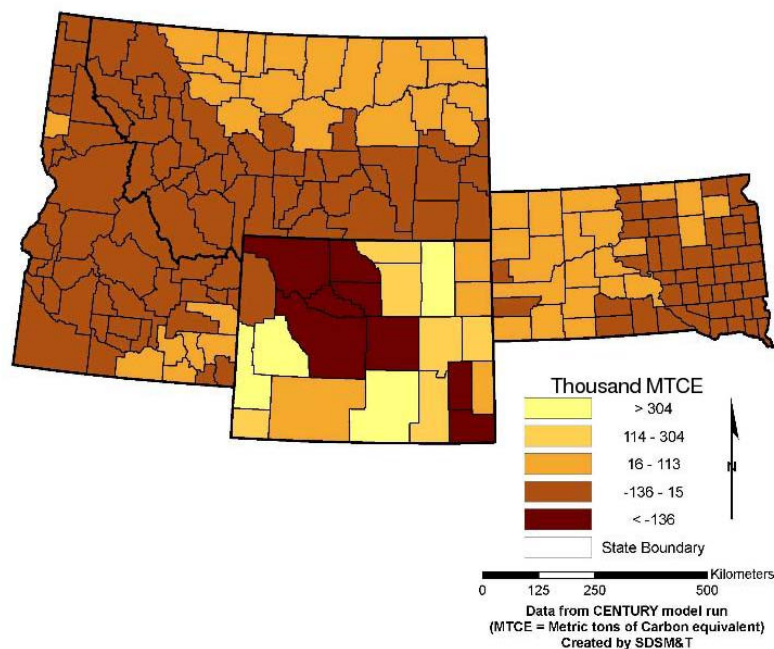 Thousand MTCE
> 304
114 - 304
16 - 113
-136 - 15
< -136
State Boundary
N
Kilometers
0 125 250 500
Data from CENTURY model run
(MTCE = Metric tons of Carbon equivalent)
Created by SDSM&T